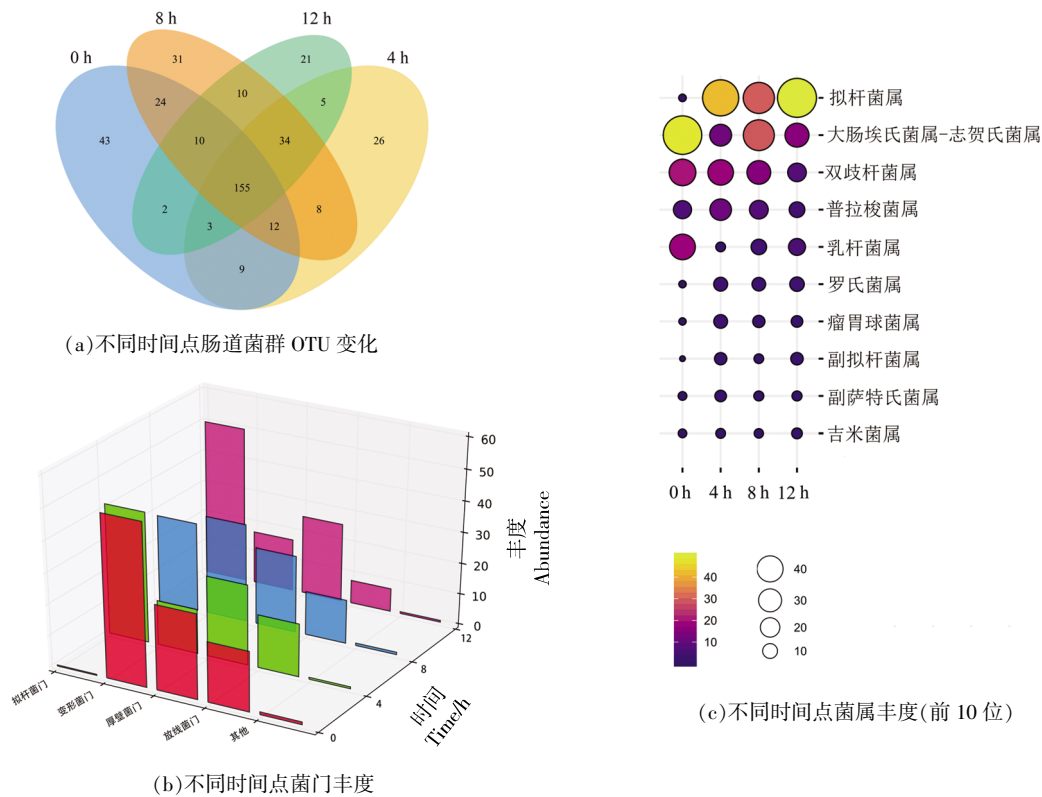 8 h
12 h
0 h
4 h
31
21
24
10
5
43
10
34
26
155
2
3
12
8
9
(a)不同时间点肠道菌群 OTU 变化
60
50
40
30
20
10
0
丰度
Abundance
12
8
4
0
时间
Time/h
拟杆菌门
变形菌门
厚壁菌门
放线菌门
其他
(b)不同时间点菌门丰度
拟杆菌属
大肠埃氏菌属-志贺氏菌属
双歧杆菌属
普拉梭菌属
乳杆菌属
罗氏菌属
瘤胃球菌属
副拟杆菌属
副萨特氏菌属
吉米菌属
0 h 4 h 8 h 12 h
40
30
20
10
40
30
20
10
(c)不同时间点菌属丰度(前 10 位)